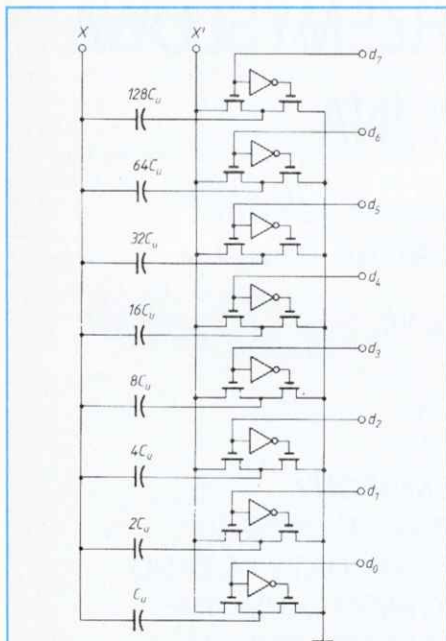 X X'
d₇
128Cᵤ
d₆
64Cᵤ
d₅
32Cᵤ
d₄
16Cᵤ
d₃
8Cᵤ
d₂
4Cᵤ
d₁
2Cᵤ
d₀
Cᵤ